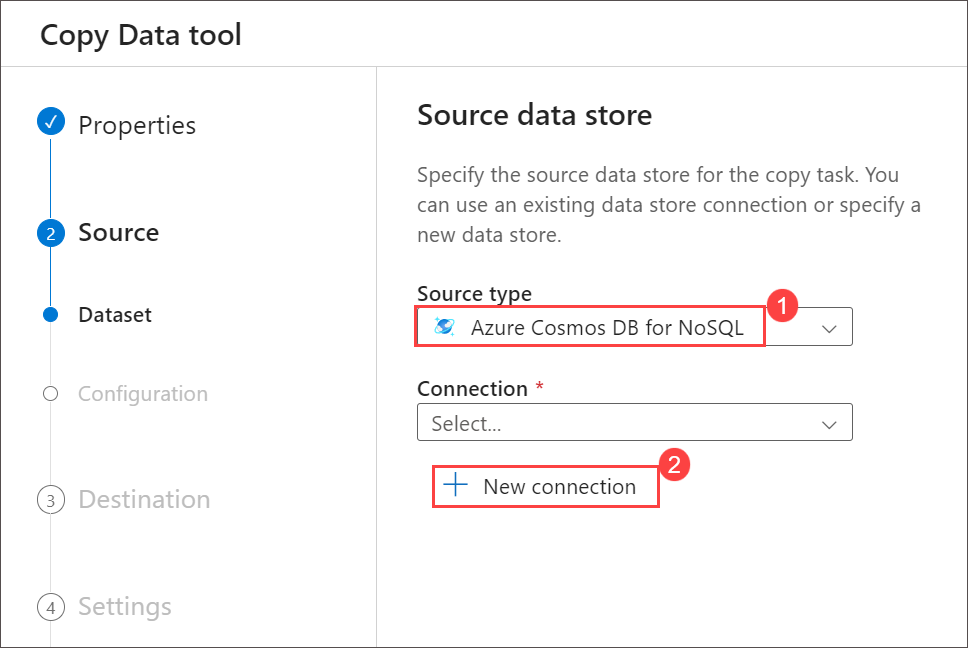 Copy Data tool
Properties
2 Source
Dataset
Configuration
3 Destination
4 Settings
Source data store
Specify the source data store for the copy task. You
can use an existing data store connection or specify a
new data store.
Source type
1
Azure Cosmos DB for NoSQL
Connection *
Select...
2
New connection